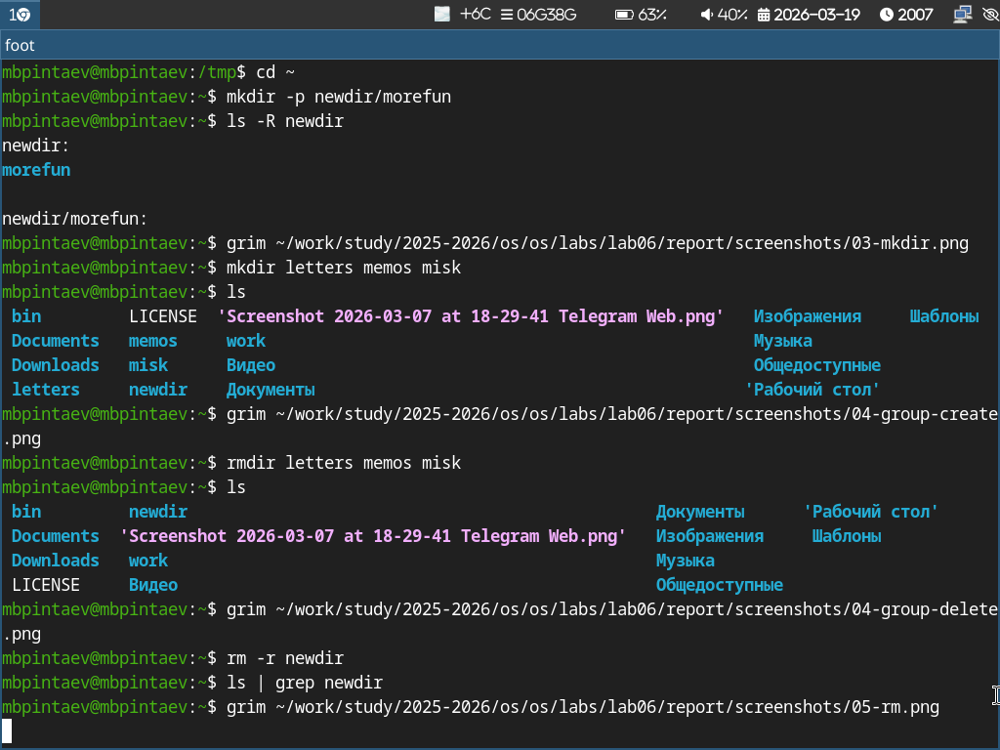 1 +6C 06G38G 63% 40% 2026-03-19 2007
foot
mbpintaev@mbpintaev:/tmp$ cd ~
mbpintaev@mbpintaev:~$ mkdir -p newdir/morefun
mbpintaev@mbpintaev:~$ ls -R newdir
newdir:
morefun

newdir/morefun:
mbpintaev@mbpintaev:~$ grim ~/work/study/2025-2026/os/os/labs/lab06/report/screenshots/03-mkdir.png
mbpintaev@mbpintaev:~$ mkdir letters memos misk
mbpintaev@mbpintaev:~$ ls
bin LICENSE 'Screenshot 2026-03-07 at 18-29-41 Telegram Web.png' Изображения Шаблоны
Documents memos work Музыка
Downloads misk Видео Общедоступные
letters newdir Документы 'Рабочий стол'
mbpintaev@mbpintaev:~$ grim ~/work/study/2025-2026/os/os/labs/lab06/report/screenshots/04-group-create
.png
mbpintaev@mbpintaev:~$ rmdir letters memos misk
mbpintaev@mbpintaev:~$ ls
bin newdir Документы 'Рабочий стол'
Documents 'Screenshot 2026-03-07 at 18-29-41 Telegram Web.png' Изображения Шаблоны
Downloads work Музыка
LICENSE Видео Общедоступные
mbpintaev@mbpintaev:~$ grim ~/work/study/2025-2026/os/os/labs/lab06/report/screenshots/04-group-delete
.png
mbpintaev@mbpintaev:~$ rm -r newdir
mbpintaev@mbpintaev:~$ ls | grep newdir
mbpintaev@mbpintaev:~$ grim ~/work/study/2025-2026/os/os/labs/lab06/report/screenshots/05-rm.png